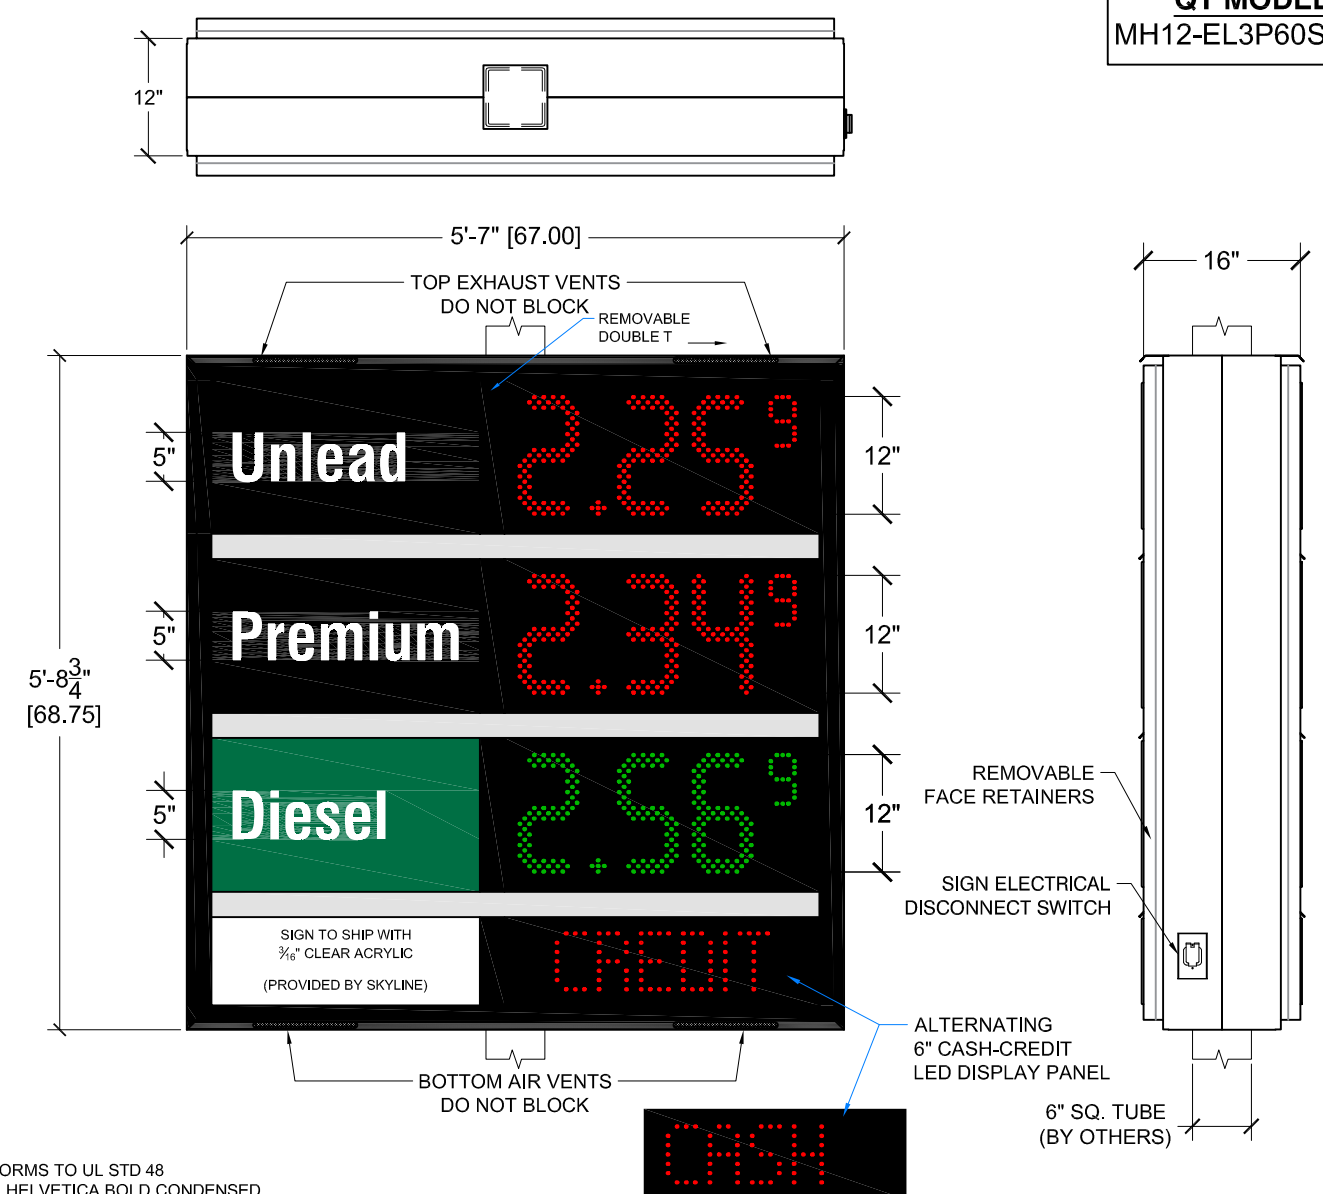 QT MODEL
MH12-EL3P60S
12"
5'-7" [67.00]
16"
TOP EXHAUST VENTS
DO NOT BLOCK
REMOVABLE
DOUBLE T
Unlead
2.25 9
5"
12"
Premium
2.34 9
5"
12"
5'-8 3/4"
[68.75]
Diesel
2.56 9
5"
12"
REMOVABLE
FACE RETAINERS
SIGN ELECTRICAL
DISCONNECT SWITCH
SIGN TO SHIP WITH
3/16" CLEAR ACRYLIC
(PROVIDED BY SKYLINE)
CREDIT
ALTERNATING
6" CASH-CREDIT
LED DISPLAY PANEL
BOTTOM AIR VENTS
DO NOT BLOCK
6" SQ. TUBE
(BY OTHERS)
CASH
ORMS TO UL STD 48
HELVETICA BOLD CONDENSED